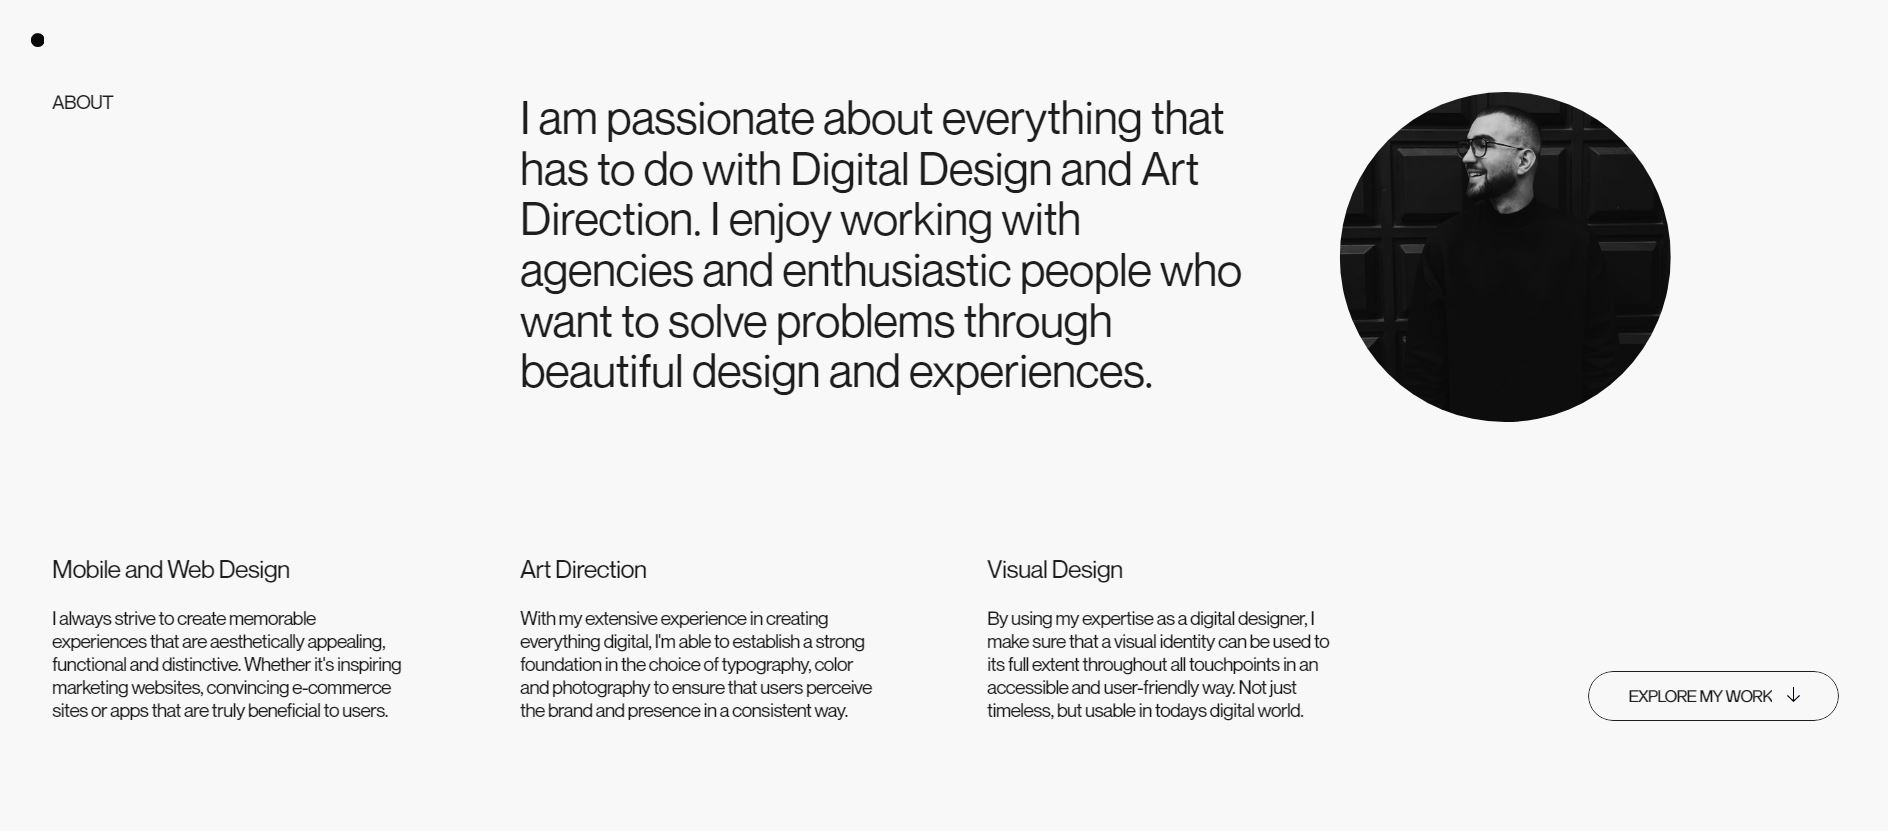 ABOUT
I am passionate about everything that
has to do with Digital Design and Art
Direction. I enjoy working with
agencies and enthusiastic people who
want to solve problems through
beautiful design and experiences.
Mobile and Web Design
I always strive to create memorable
experiences that are aesthetically appealing,
functional and distinctive. Whether it's inspiring
marketing websites, convincing e-commerce
sites or apps that are truly beneficial to users.
Art Direction
With my extensive experience in creating
everything digital, I'm able to establish a strong
foundation in the choice of typography, color
and photography to ensure that users perceive
the brand and presence in a consistent way.
Visual Design
By using my expertise as a digital designer, I
make sure that a visual identity can be used to
its full extent throughout all touchpoints in an
accessible and user-friendly way. Not just
timeless, but usable in todays digital world.
EXPLORE MY WORK